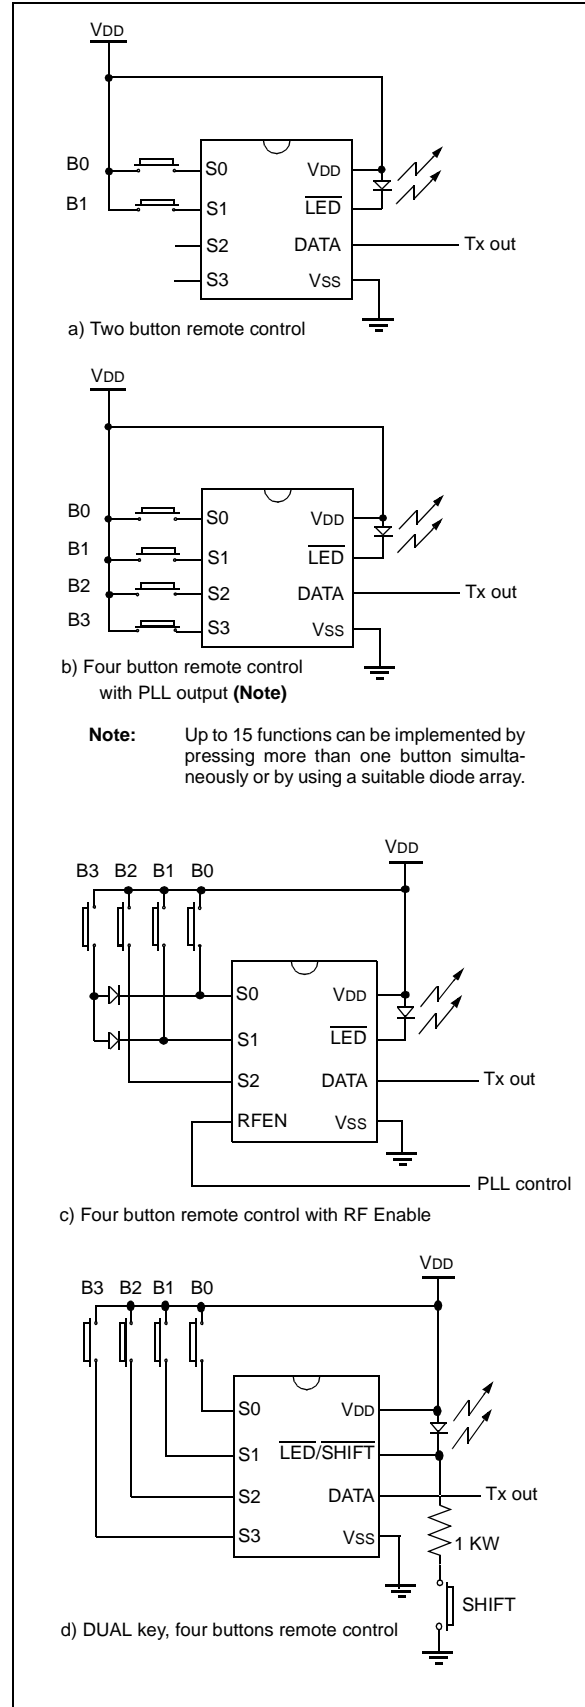 VDD
B0
S0
VDD
B1
S1
LED
S2
DATA
Tx out
S3
VSS
a) Two button remote control
VDD
B0
S0
VDD
B1
S1
LED
B2
S2
DATA
Tx out
B3
S3
VSS
b) Four button remote control
with PLL output (Note)
Note: Up to 15 functions can be implemented by
pressing more than one button simulta-
neously or by using a suitable diode array.
VDD
B3 B2 B1 B0
S0
VDD
S1
LED
S2
DATA
Tx out
RFEN
VSS
PLL control
c) Four button remote control with RF Enable
VDD
B3 B2 B1 B0
S0
VDD
S1
LED/SHIFT
S2
DATA
Tx out
S3
VSS
1 KW
SHIFT
d) DUAL key, four buttons remote control